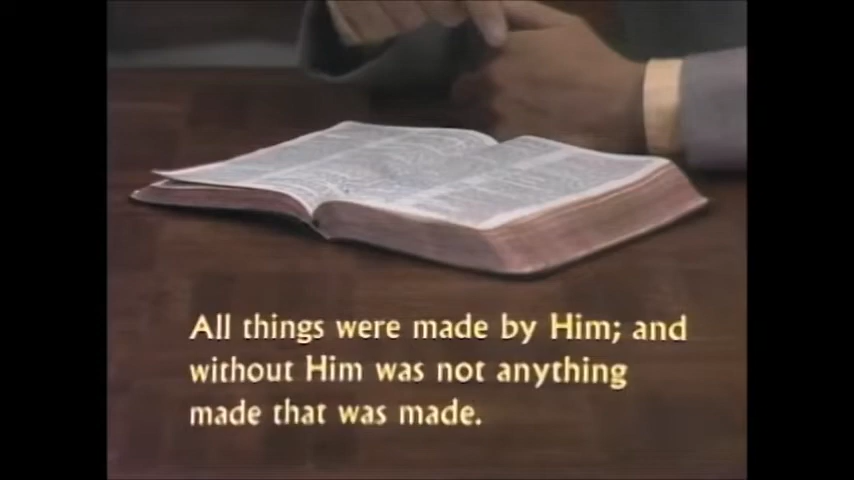 All things were made by Him; and
without Him was not anything
made that was made.